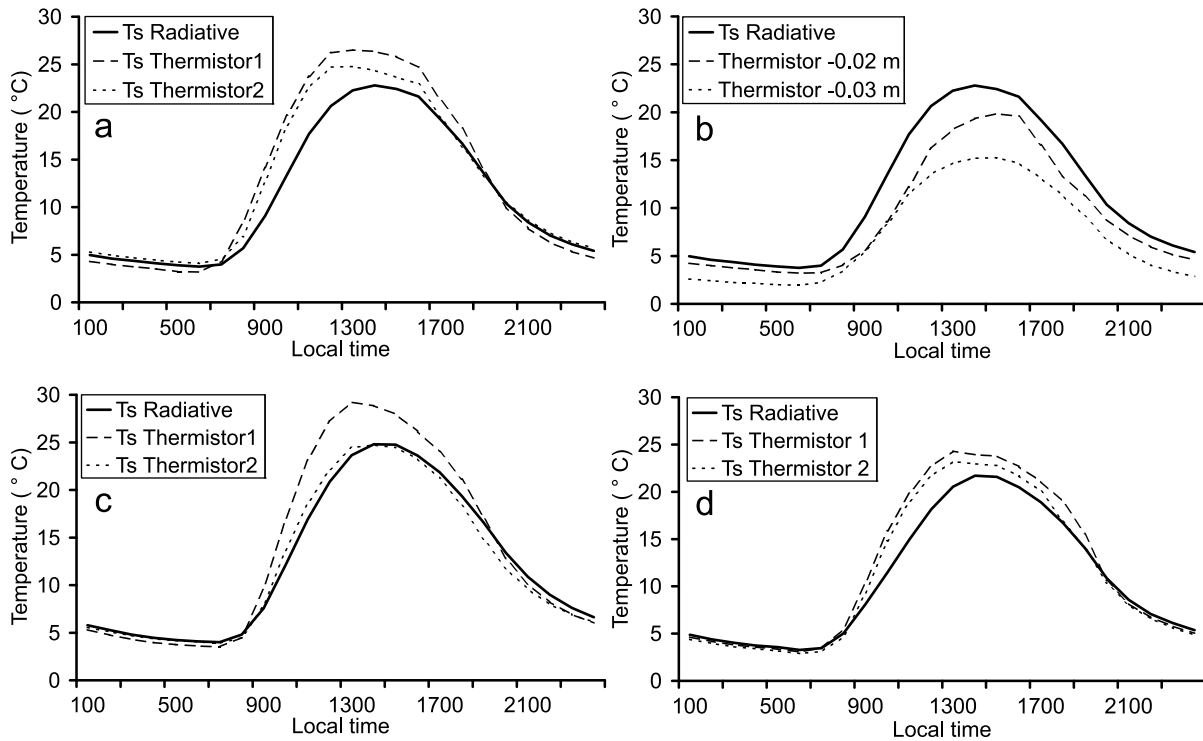 30
25
20
15
10
5
0
Temperature ( °C)
Ts Radiative
Ts Thermistor1
Ts Thermistor2
a
100 500 900 1300 1700 2100
Local time
30
25
20
15
10
5
0
Temperature ( ° C)
Ts Radiative
Thermistor -0.02 m
Thermistor -0.03 m
b
100 500 900 1300 1700 2100
Local time
30
25
20
15
10
5
0
Temperature ( ° C)
Ts Radiative
Ts Thermistor1
Ts Thermistor2
c
100 500 900 1300 1700 2100
Local time
30
25
20
15
10
5
0
Temperature ( ° C)
Ts Radiative
Ts Thermistor 1
Ts Thermistor 2
d
100 500 900 1300 1700 2100
Local time